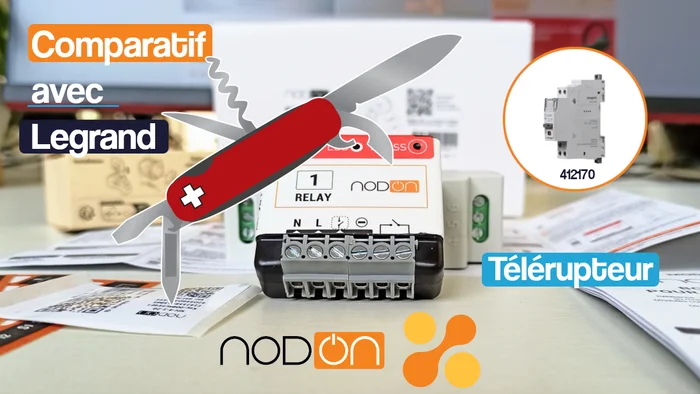 Comparatif
avec
Legrand
412170
1
RELAY
NODON
N L
Télérupteur
NODON